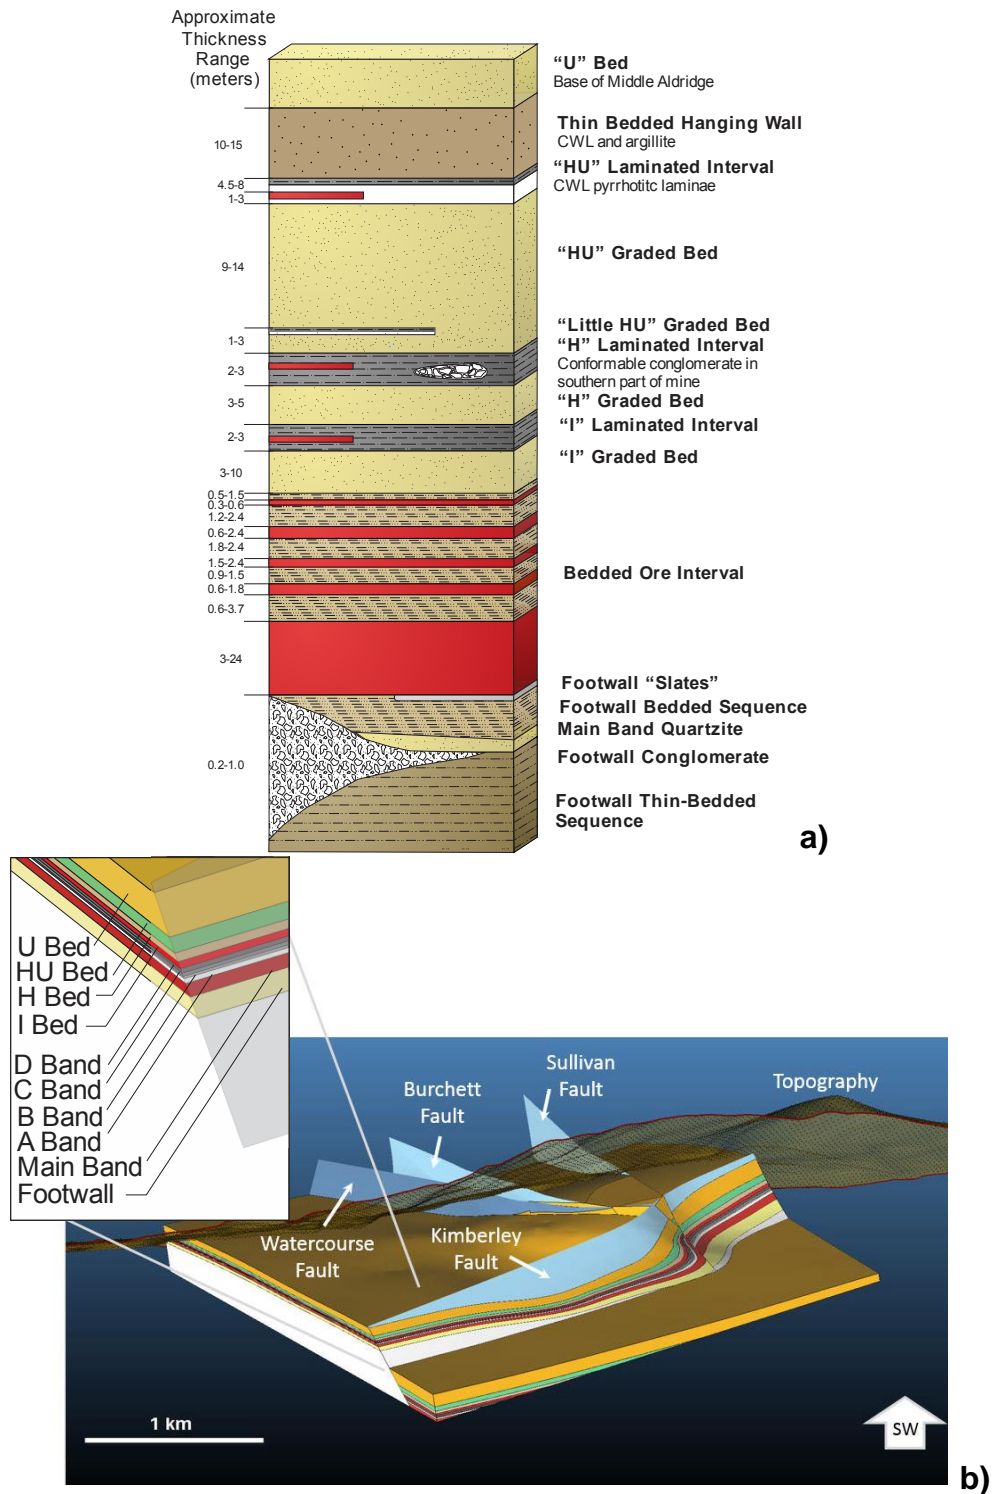 Approximate
Thickness
Range
(meters)
"U" Bed
Base of Middle Aldridge
10-15
Thin Bedded Hanging Wall
CWL and argillite
"HU" Laminated Interval
CWL pyrrhotitc laminae
4.5-8
1-3
9-14
"HU" Graded Bed
1-3
"Little HU" Graded Bed
"H" Laminated Interval
Conformable conglomerate in
southern part of mine
2-3
"H" Graded Bed
3-5
"I" Laminated Interval
2-3
"I" Graded Bed
3-10
0.5-1.5
0.3-0.6
1.2-2.4
0.6-2.4
1.8-2.4
1.5-2.4
0.9-1.5
0.6-1.8
0.6-3.7
Bedded Ore Interval
3-24
Footwall "Slates"
Footwall Bedded Sequence
Main Band Quartzite
Footwall Conglomerate
0.2-1.0
Footwall Thin-Bedded
Sequence
a)
U Bed
HU Bed
H Bed
I Bed
D Band
C Band
B Band
A Band
Main Band
Footwall
Sullivan
Fault
Burchett
Fault
Topography
Watercourse
Fault
Kimberley
Fault
1 km
SW
b)